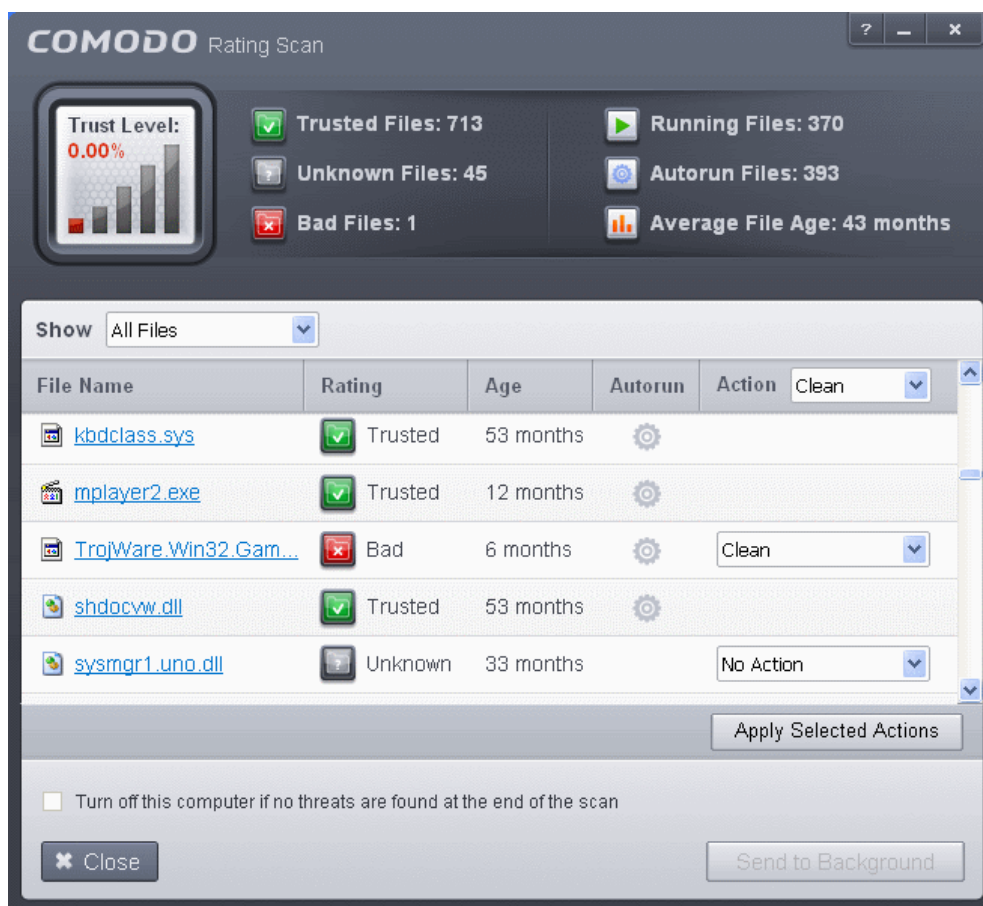 COMODO Rating Scan
? – ×
Trust Level:
0.00%
Trusted Files: 713
Unknown Files: 45
Bad Files: 1
Running Files: 370
Autorun Files: 393
Average File Age: 43 months
Show All Files
File Name Rating Age Autorun Action Clean
kbdclass.sys Trusted 53 months
mplayer2.exe Trusted 12 months
TrojWare.Win32.Gam... Bad 6 months Clean
shdocvw.dll Trusted 53 months
sysmgr1.uno.dll Unknown 33 months No Action
Apply Selected Actions
Turn off this computer if no threats are found at the end of the scan
Close
Send to Background